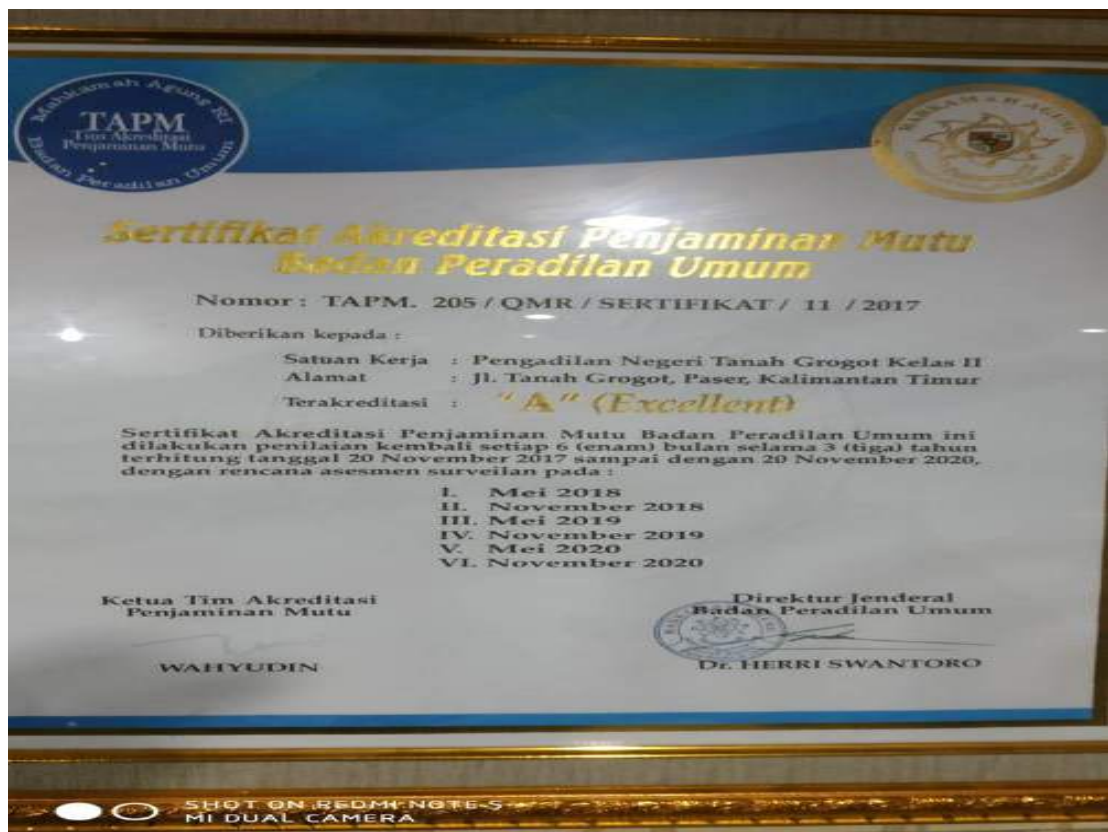 Mahkamah Agung RI
TAPM
Tim Akreditasi
Penjaminan Mutu
Badan Peradilan Umum
MAHKAMAH AGUNG
Sertifikat Akreditasi Penjaminan Mutu
Badan Peradilan Umum
Nomor : TAPM. 205 / QMR / SERTIFIKAT / 11 / 2017
Diberikan kepada :
Satuan Kerja : Pengadilan Negeri Tanah Grogot Kelas II
Alamat : Jl. Tanah Grogot, Paser, Kalimantan Timur
Terakreditasi : "A" (Excellent)
Sertifikat Akreditasi Penjaminan Mutu Badan Peradilan Umum ini
dilakukan penilaian kembali setiap 6 (enam) bulan selama 3 (tiga) tahun
terhitung tanggal 20 November 2017 sampai dengan 20 November 2020,
dengan rencana asesmen surveilan pada :
I. Mei 2018
II. November 2018
III. Mei 2019
IV. November 2019
V. Mei 2020
VI. November 2020
Ketua Tim Akreditasi
Penjaminan Mutu
WAHYUDIN
Direktur Jenderal
Badan Peradilan Umum
Dr. HERRI SWANTORO
SHOT ON REDMI NOTE 5
MI DUAL CAMERA